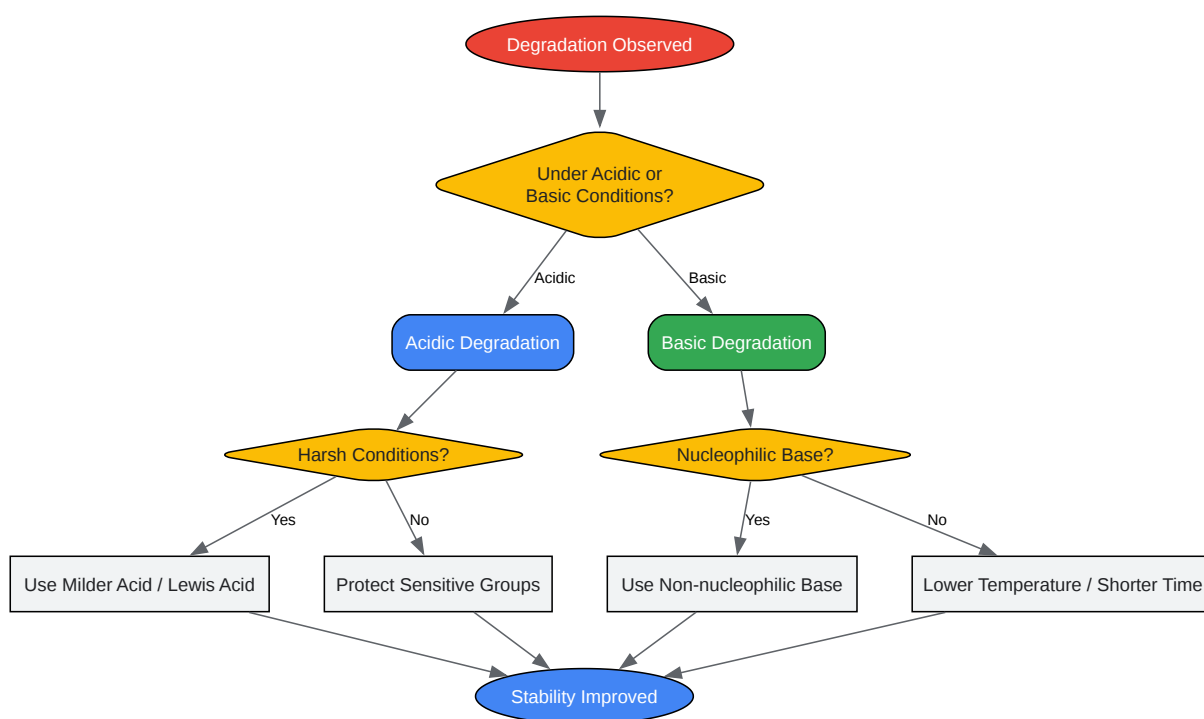 Degradation Observed
Under Acidic or
Basic Conditions?
Acidic
Basic
Acidic Degradation
Basic Degradation
Harsh Conditions?
Nucleophilic Base?
Yes
No
Yes
No
Use Milder Acid / Lewis Acid
Protect Sensitive Groups
Use Non-nucleophilic Base
Lower Temperature / Shorter Time
Stability Improved